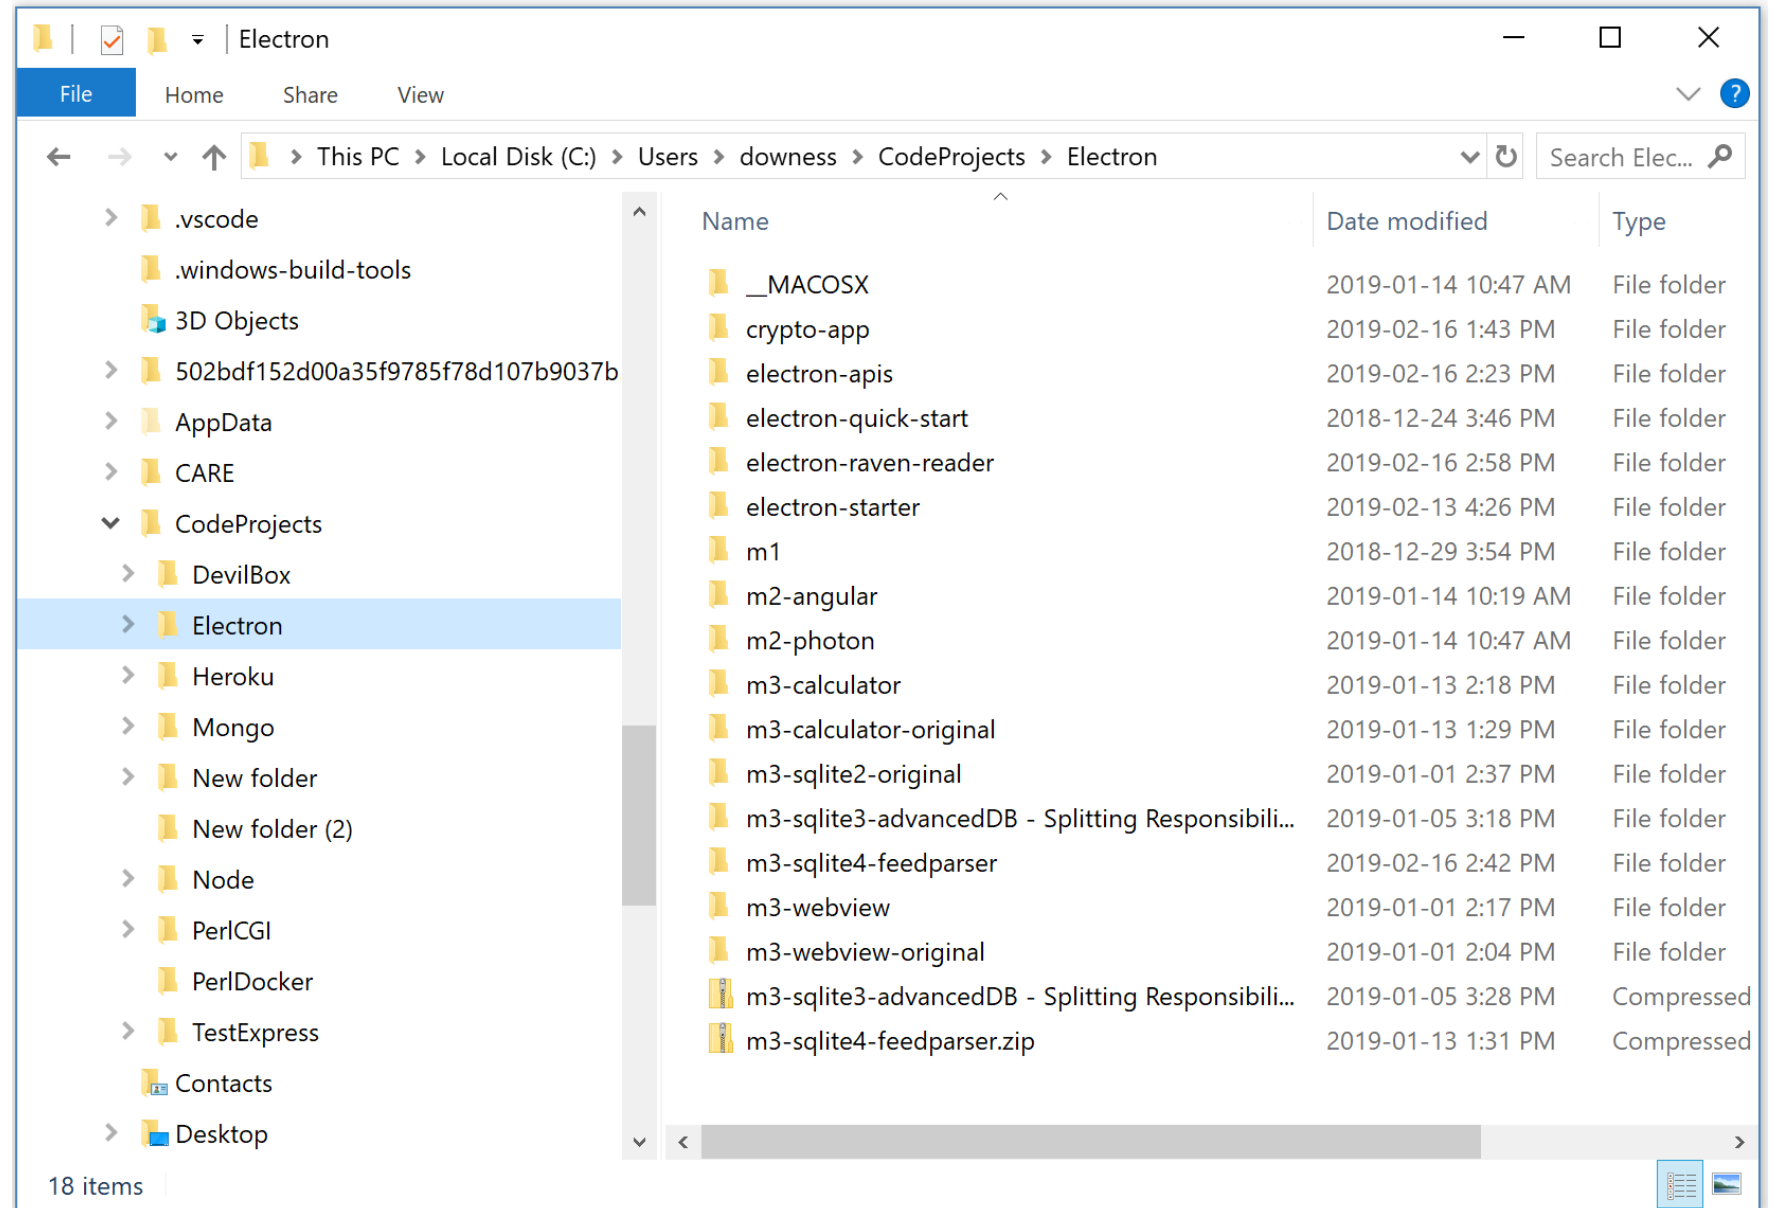 Electron
File Home Share View ?
This PC > Local Disk (C:) > Users > downess > CodeProjects > Electron Search Elec...
.vscode
.windows-build-tools
3D Objects
502bdf152d00a35f9785f78d107b9037b
AppData
CARE
CodeProjects
DevilBox
Electron
Heroku
Mongo
New folder
New folder (2)
Node
PerlCGI
PerlDocker
TestExpress
Contacts
Desktop
Name Date modified Type
__MACOSX 2019-01-14 10:47 AM File folder
crypto-app 2019-02-16 1:43 PM File folder
electron-apis 2019-02-16 2:23 PM File folder
electron-quick-start 2018-12-24 3:46 PM File folder
electron-raven-reader 2019-02-16 2:58 PM File folder
electron-starter 2019-02-13 4:26 PM File folder
m1 2018-12-29 3:54 PM File folder
m2-angular 2019-01-14 10:19 AM File folder
m2-photon 2019-01-14 10:47 AM File folder
m3-calculator 2019-01-13 2:18 PM File folder
m3-calculator-original 2019-01-13 1:29 PM File folder
m3-sqlite2-original 2019-01-01 2:37 PM File folder
m3-sqlite3-advancedDB - Splitting Responsibili... 2019-01-05 3:18 PM File folder
m3-sqlite4-feedparser 2019-02-16 2:42 PM File folder
m3-webview 2019-01-01 2:17 PM File folder
m3-webview-original 2019-01-01 2:04 PM File folder
m3-sqlite3-advancedDB - Splitting Responsibili... 2019-01-05 3:28 PM Compressed
m3-sqlite4-feedparser.zip 2019-01-13 1:31 PM Compressed
18 items